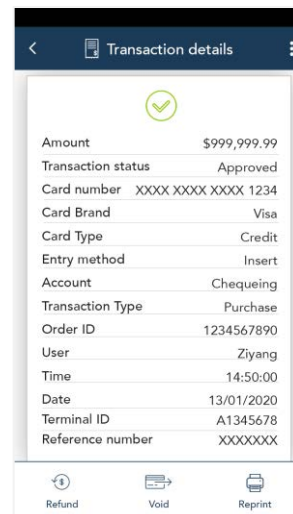 Transaction details
Amount $999,999.99
Transaction status Approved
Card number XXXX XXXX XXXX 1234
Card Brand Visa
Card Type Credit
Entry method Insert
Account Chequeing
Transaction Type Purchase
Order ID 1234567890
User Ziyang
Time 14:50:00
Date 13/01/2020
Terminal ID A1345678
Reference number XXXXXXX
Refund Void Reprint